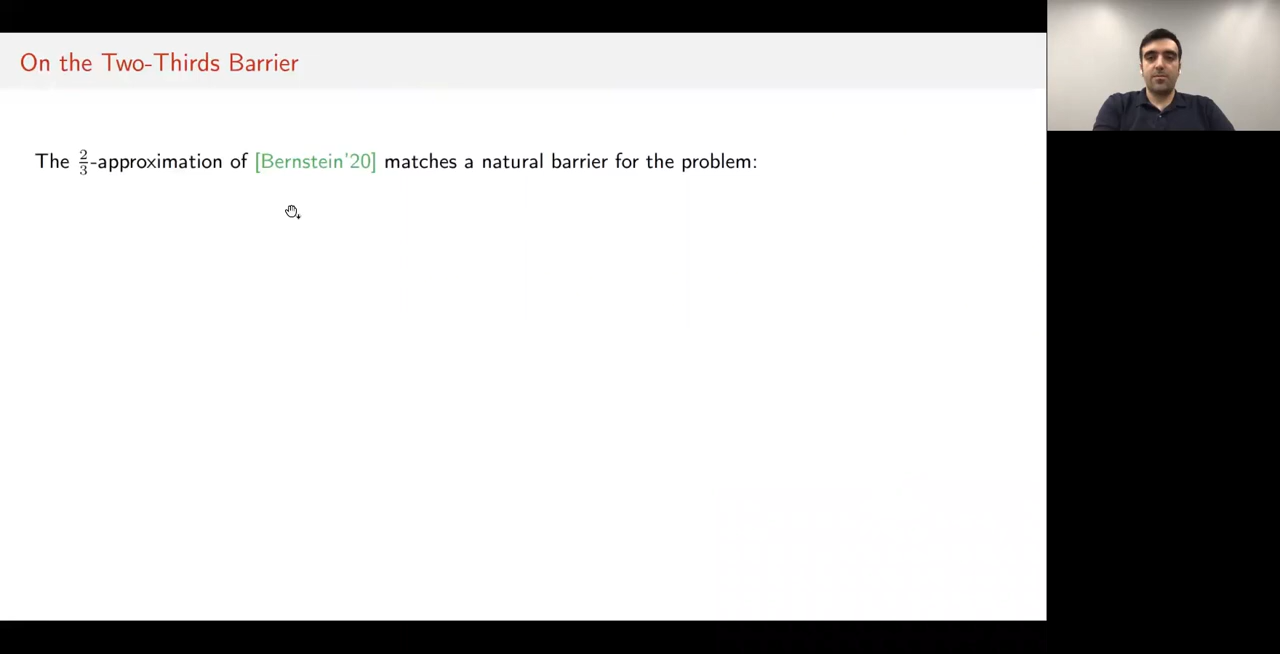 On the Two-Thirds Barrier
The 2/3-approximation of [Bernstein'20] matches a natural barrier for the problem: